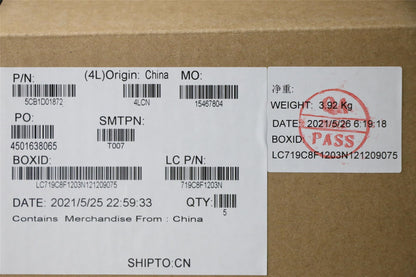 P/N:
(4L)Origin: China
MO:
5CB1D01872
4LCN
15467804
PO:
SMTPN:
4501638065
T007
BOXID:
LC P/N:
LC719C8F1203N121209075
719C8F1203N
DATE: 2021/5/25 22:59:33
QTY:
5
Contains Merchandise From : China
SHIPTO:CN
净重:
WEIGHT: 3.92 Kg
DATE: 2021/5/26 6:19:18
BOXID:
LC719C8F1203N121209075
QA
PASS